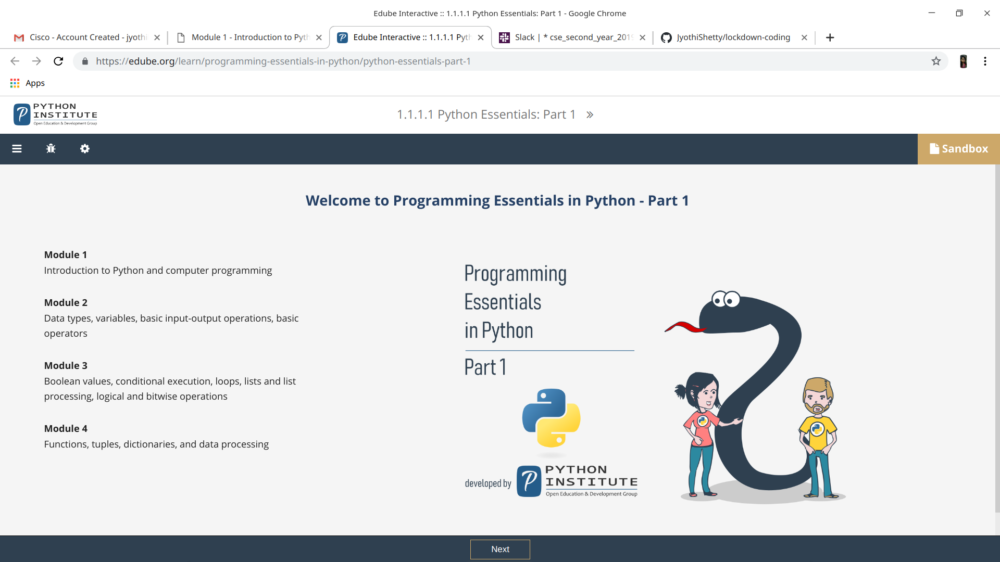 Edube Interactive :: 1.1.1.1 Python Essentials: Part 1 - Google Chrome
Cisco - Account Created - jyothi
Module 1 - Introduction to Pyth
Edube Interactive :: 1.1.1.1 Pyth
Slack | * cse_second_year_2019
JyothiShetty/lockdown-coding
https://edube.org/learn/programming-essentials-in-python/python-essentials-part-1
Apps
PYTHON
INSTITUTE
Open Education & Development Group
1.1.1.1 Python Essentials: Part 1 »
Sandbox
Welcome to Programming Essentials in Python - Part 1
Module 1
Introduction to Python and computer programming
Module 2
Data types, variables, basic input-output operations, basic
operators
Module 3
Boolean values, conditional execution, loops, lists and list
processing, logical and bitwise operations
Module 4
Functions, tuples, dictionaries, and data processing
Programming
Essentials
in Python
Part 1
developed by
PYTHON
INSTITUTE
Open Education & Development Group
Next